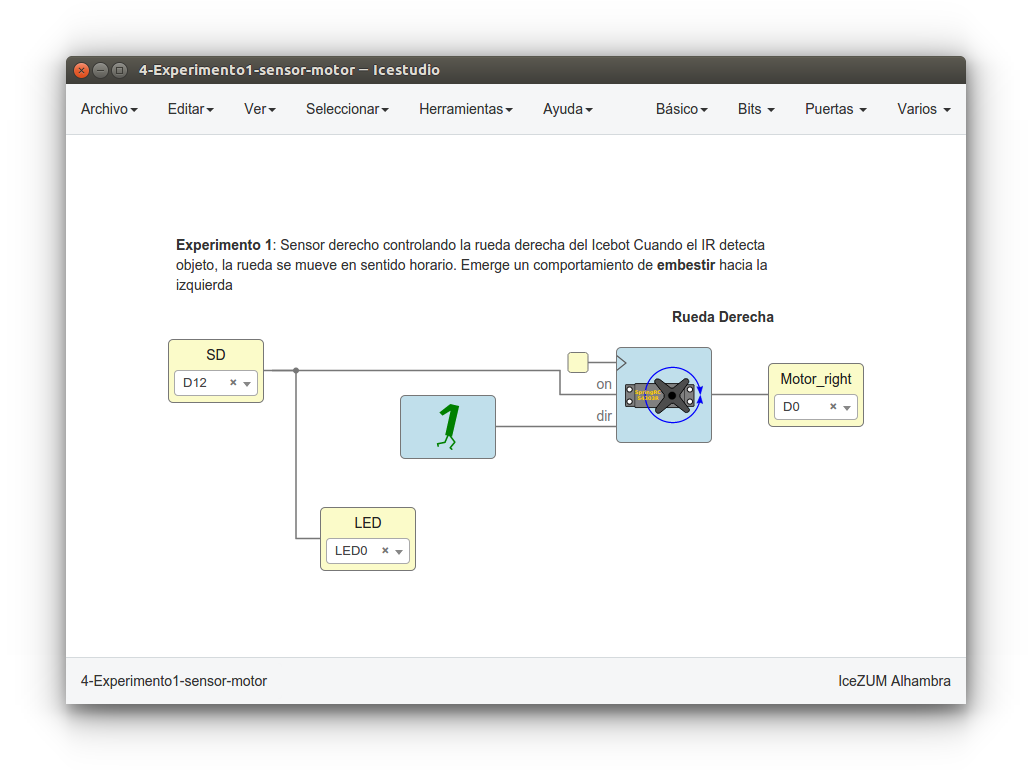 4-Experimento1-sensor-motor – Icestudio
Archivo Editar Ver Seleccionar Herramientas Ayuda Básico Bits Puertas Varios
Experimento 1: Sensor derecho controlando la rueda derecha del Icebot Cuando el IR detecta
objeto, la rueda se mueve en sentido horario. Emerge un comportamiento de embestir hacia la
izquierda
Rueda Derecha
SD
D12
on
dir
1
Motor_right
D0
LED
LED0
4-Experimento1-sensor-motor
IceZUM Alhambra